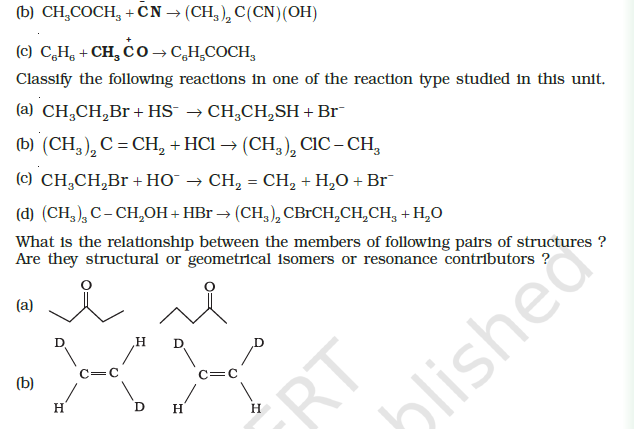 (b) CH₃COCH₃ + C̄N → (CH₃)₂ C(CN)(OH)
(c) C₆H₆ + CH₃ C⁺O → C₆H₅COCH₃
Classify the following reactions in one of the reaction type studied in this unit.
(a) CH₃CH₂Br + HS⁻ → CH₃CH₂SH + Br⁻
(b) (CH₃)₂ C = CH₂ + HCl → (CH₃)₂ ClC – CH₃
(c) CH₃CH₂Br + HO⁻ → CH₂ = CH₂ + H₂O + Br⁻
(d) (CH₃)₃ C – CH₂OH + HBr → (CH₃)₂ CBrCH₂CH₂CH₃ + H₂O
What is the relationship between the members of following pairs of structures ?
Are they structural or geometrical isomers or resonance contributors ?
(a) O O
D H D D
(b) C=C C=C
H D H H